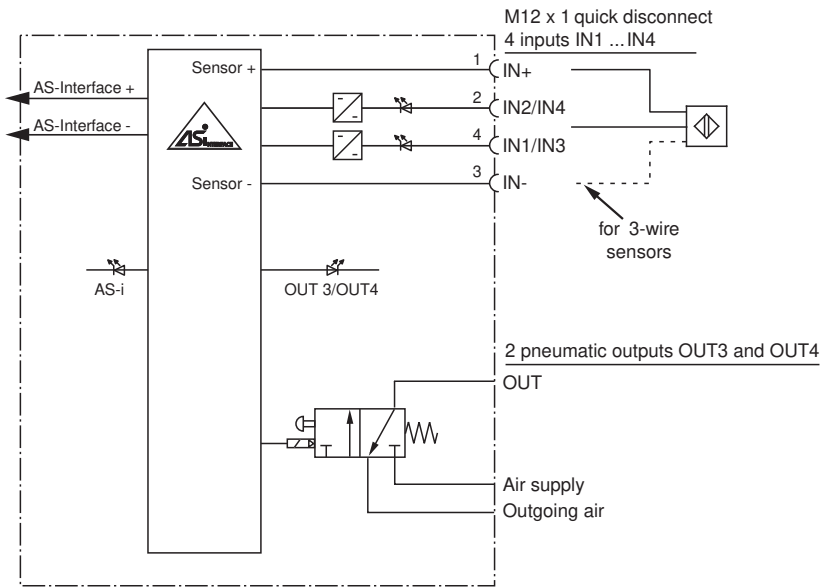 M12 x 1 quick disconnect
4 inputs IN1 ... IN4
Sensor +
1
IN+
AS-Interface +
2
IN2/IN4
AS-Interface -
ASi INTERFACE
4
IN1/IN3
Sensor -
3
IN-
for 3-wire
sensors
AS-i
OUT 3/OUT4
2 pneumatic outputs OUT3 and OUT4
OUT
Air supply
Outgoing air